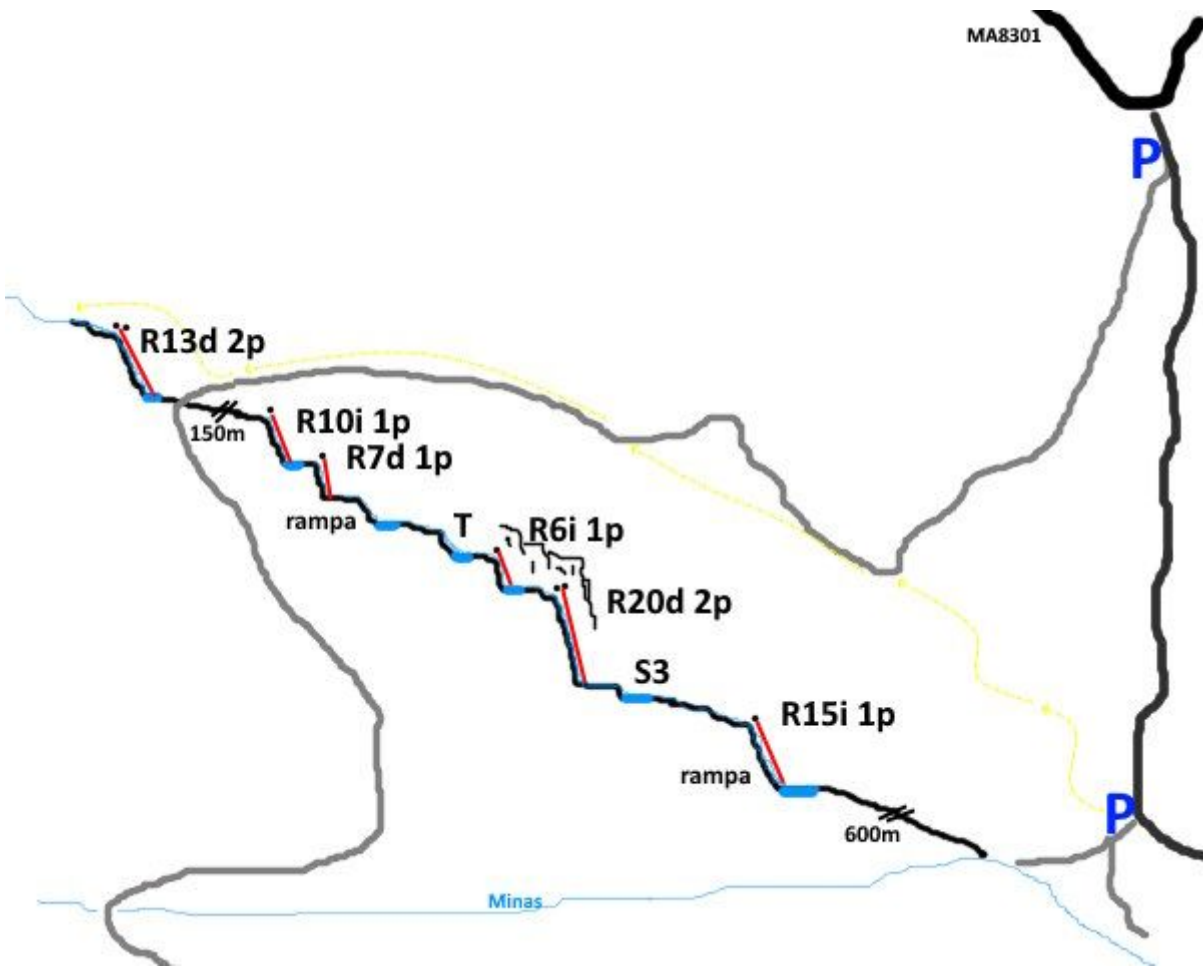 MA8301
P
R13d 2p
150m
R10i 1p
R7d 1p
rampa
T
R6i 1p
R20d 2p
S3
R15i 1p
rampa
P
600m
Minas